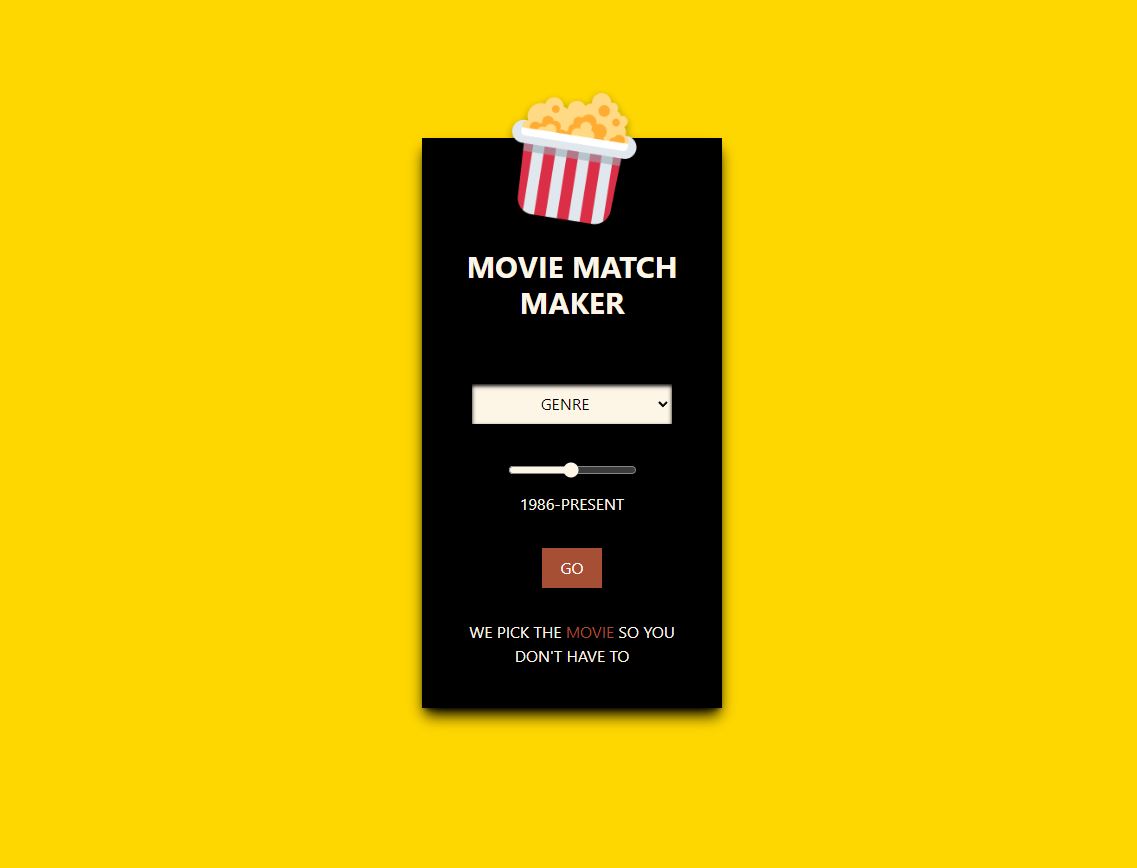 MOVIE MATCH
MAKER
GENRE
1986-PRESENT
GO
WE PICK THE MOVIE SO YOU
DON'T HAVE TO